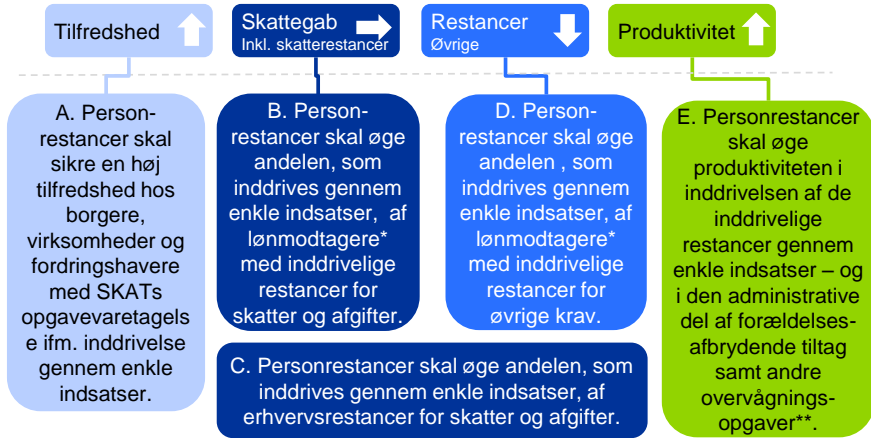 Tilfredshed
Skattegab
Inkl. skatterestancer
Restancer
Øvrige
Produktivitet
A. Person-
restancer skal
sikre en høj
tilfredshed hos
borgere,
virksomheder og
fordringshavere
med SKATs
opgavevaretagels
e ifm. inddrivelse
gennem enkle
indsatser.
B. Person-
restancer skal øge
andelen, som
inddrives gennem
enkle indsatser, af
lønmodtagere*
med inddrivelige
restancer for
skatter og afgifter.
D. Person-
restancer skal øge
andelen , som
inddrives gennem
enkle indsatser, af
lønmodtagere*
med inddrivelige
restancer for
øvrige krav.
E. Personrestancer
skal øge
produktiviteten i
inddrivelsen af de
inddrivelige
restancer gennem
enkle indsatser – og
i den administrative
del af forældelses-
afbrydende tiltag
samt andre
overvågnings-
opgaver**.
C. Personrestancer skal øge andelen, som
inddrives gennem enkle indsatser, af
erhvervsrestancer for skatter og afgifter.